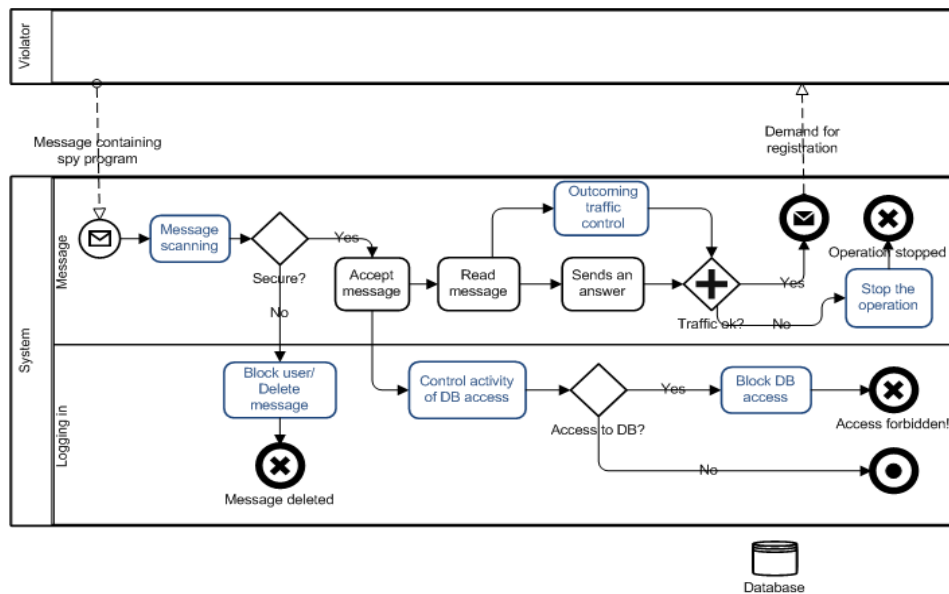 Violator
Message containing
spy program
Demand for
registration
System
Message
Message
scanning
Secure?
Yes
No
Accept
message
Read
message
Outcoming
traffic
control
Sends an
answer
Traffic ok?
Yes
No
Operation stopped
Stop the
operation
Logging in
Block user/
Delete
message
Message deleted
Control activity
of DB access
Access to DB?
Yes
No
Block DB
access
Access forbidden!
Database